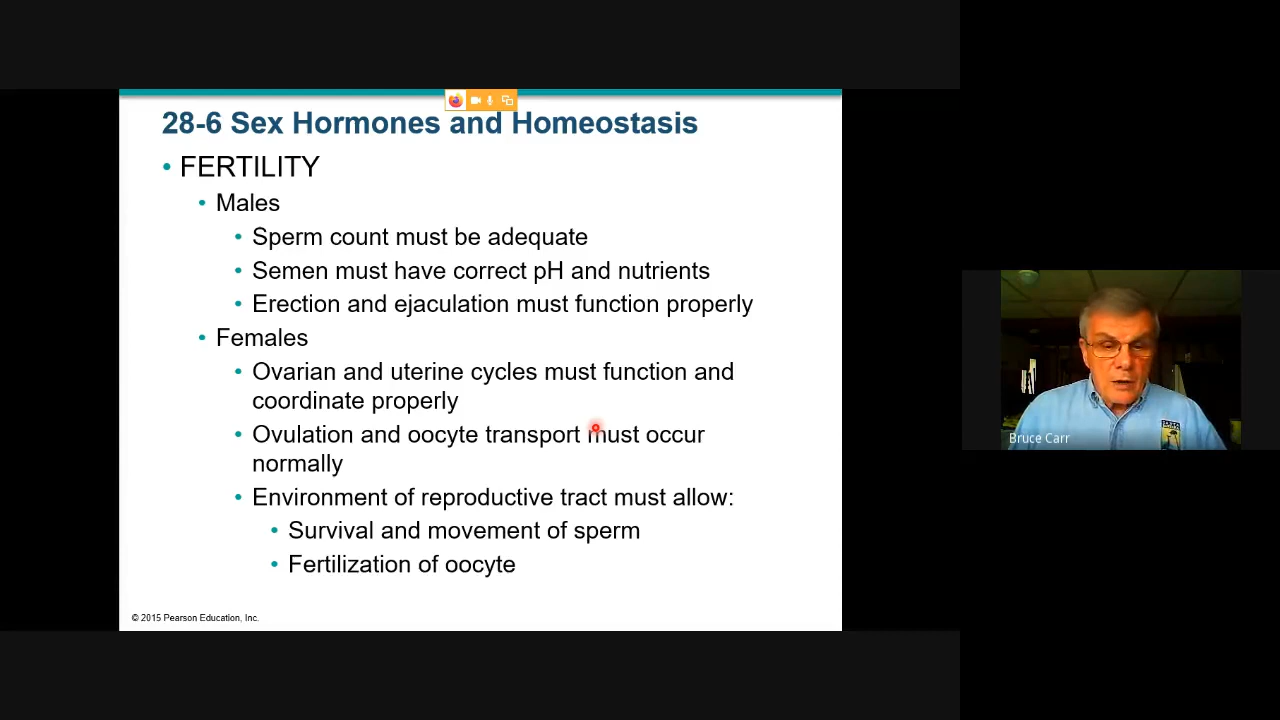 28-6 Sex Hormones and Homeostasis
• FERTILITY
• Males
• Sperm count must be adequate
• Semen must have correct pH and nutrients
• Erection and ejaculation must function properly
• Females
• Ovarian and uterine cycles must function and
coordinate properly
• Ovulation and oocyte transport must occur
normally
• Environment of reproductive tract must allow:
• Survival and movement of sperm
• Fertilization of oocyte
© 2015 Pearson Education, Inc.
Bruce Carr